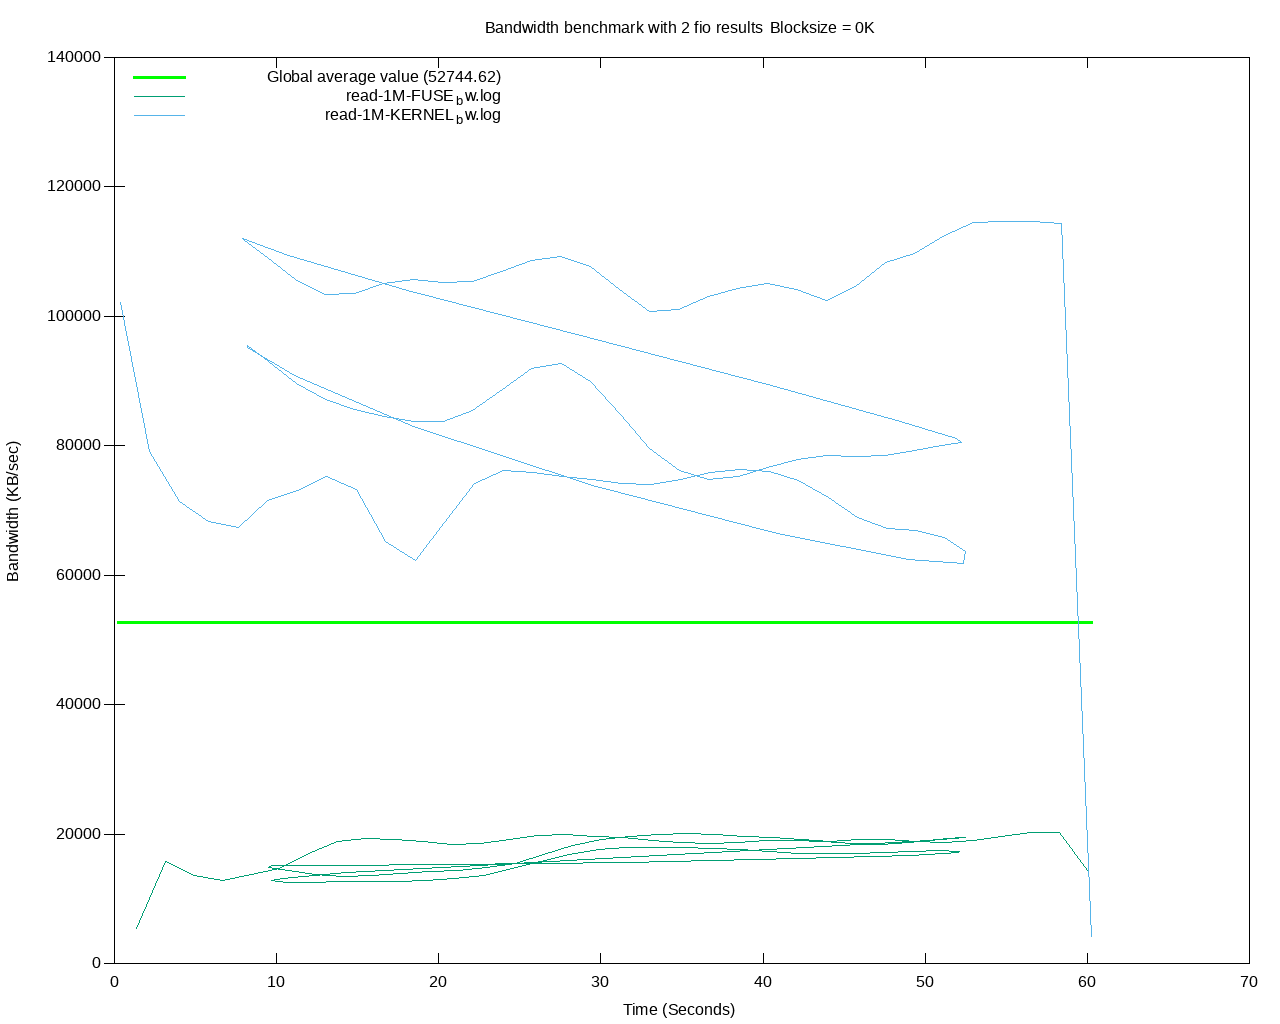 Bandwidth benchmark with 2 fio results Blocksize = 0K
140000
120000
100000
80000
60000
40000
20000
0
Global average value (52744.62)
read-1M-FUSE_bw.log
read-1M-KERNEL_bw.log
Bandwidth (KB/sec)
0 10 20 30 40 50 60 70
Time (Seconds)